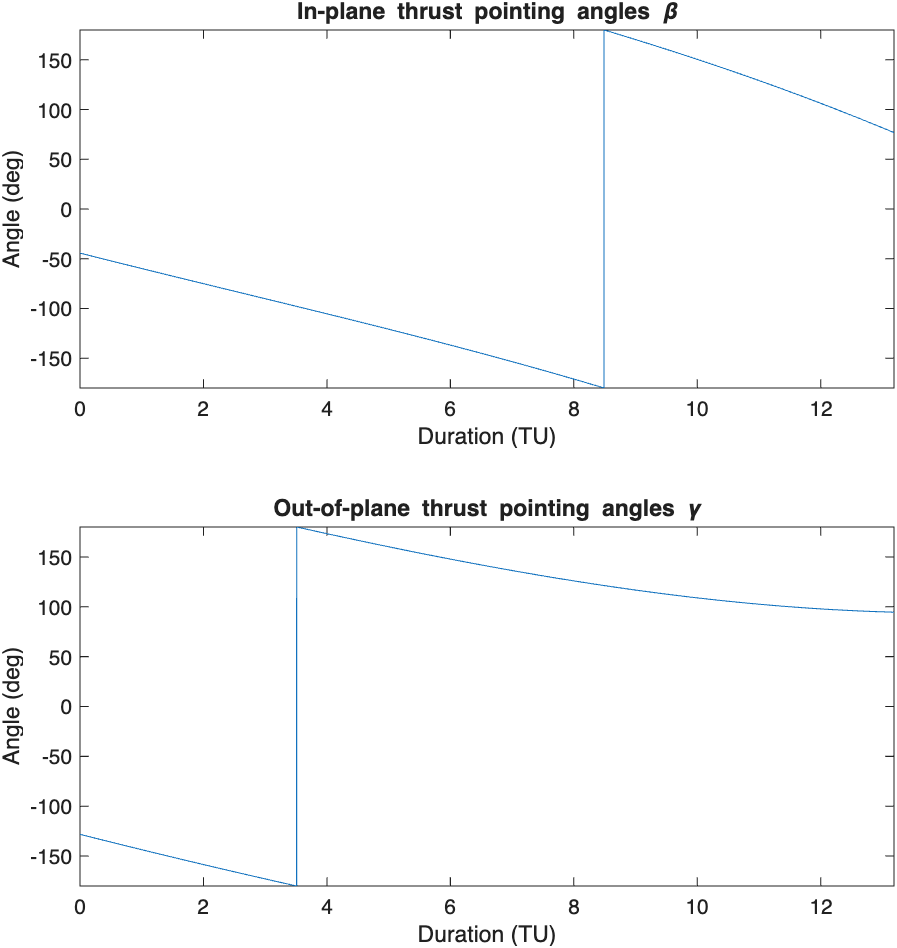 In-plane thrust pointing angles β
150
100
50
0
-50
-100
-150
Angle (deg)
0 2 4 6 8 10 12
Duration (TU)
Out-of-plane thrust pointing angles γ
150
100
50
0
-50
-100
-150
Angle (deg)
0 2 4 6 8 10 12
Duration (TU)